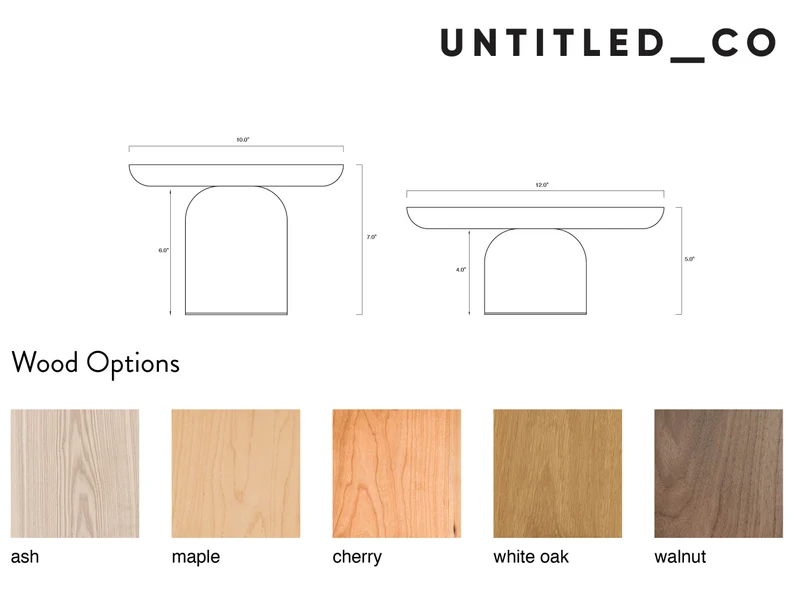 UNTITLED__CO
10.0"
12.0"
6.0"
7.0"
4.0"
5.0"
Wood Options
ash
maple
cherry
white oak
walnut